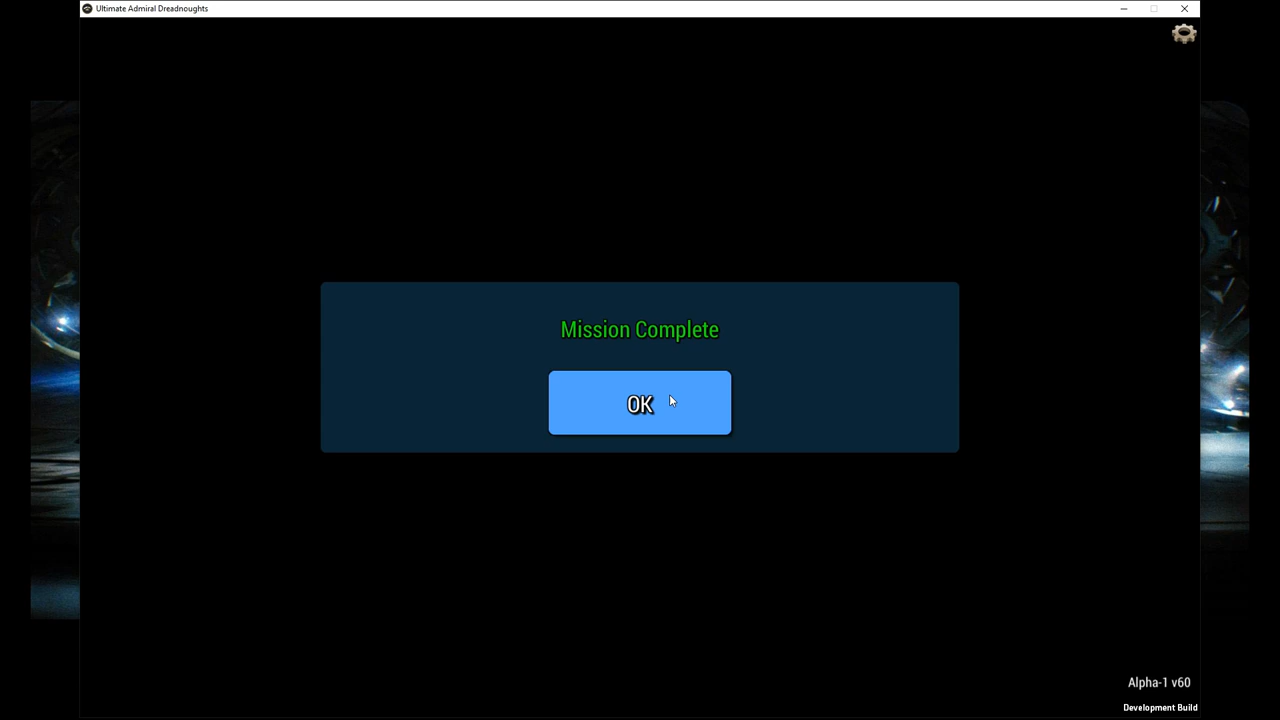 Ultimate Admiral Dreadnoughts
Mission Complete
OK
Alpha-1 v60
Development Build